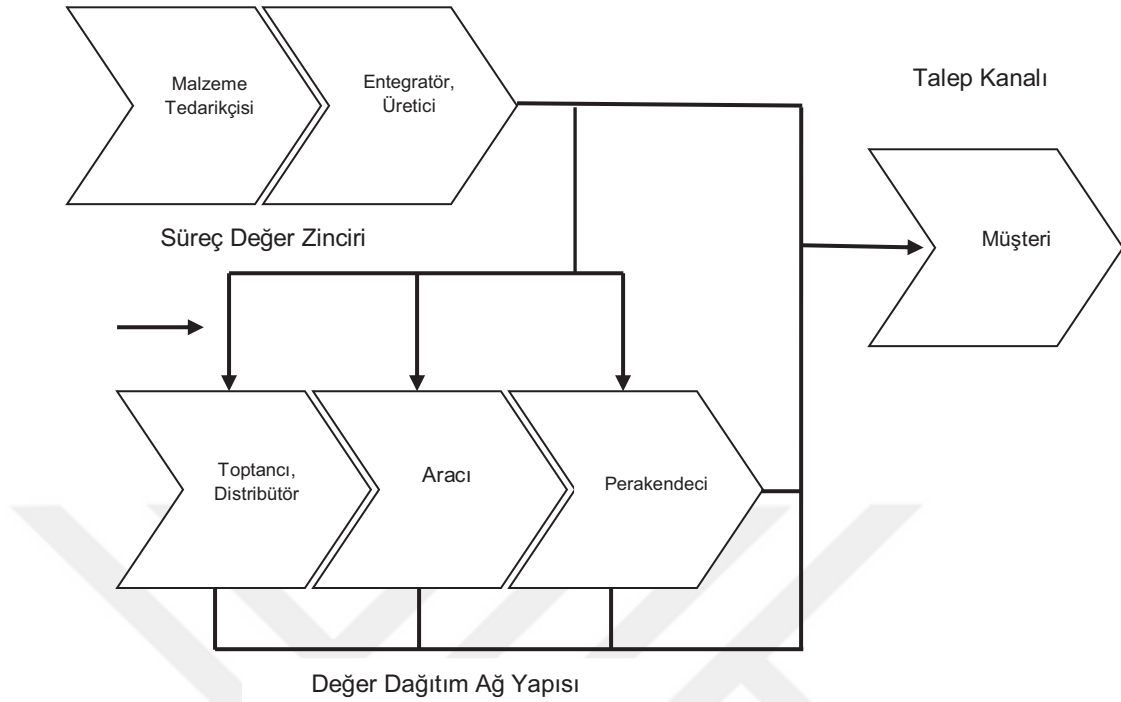 Malzeme
Tedarikçisi
Entegratör,
Üretici
Talep Kanalı
Müşteri
Süreç Değer Zinciri
Toptancı,
Distribütör
Aracı
Perakendeci
Değer Dağıtım Ağ Yapısı